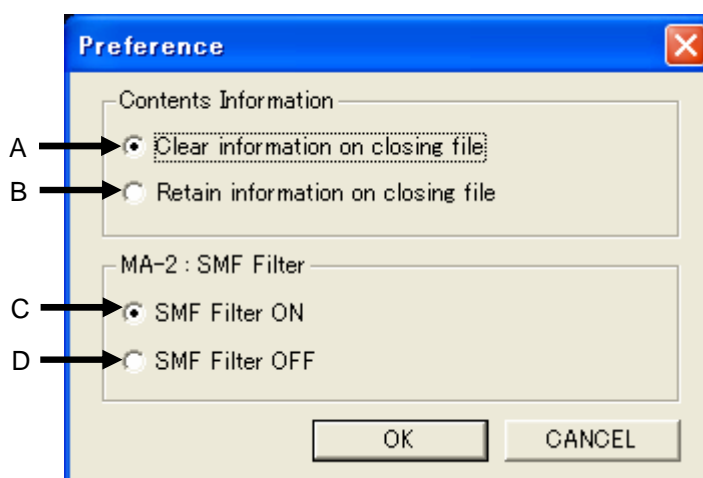 Preference
Contents Information
A
Clear information on closing file
B
Retain information on closing file
MA-2 : SMF Filter
C
SMF Filter ON
D
SMF Filter OFF
OK
CANCEL